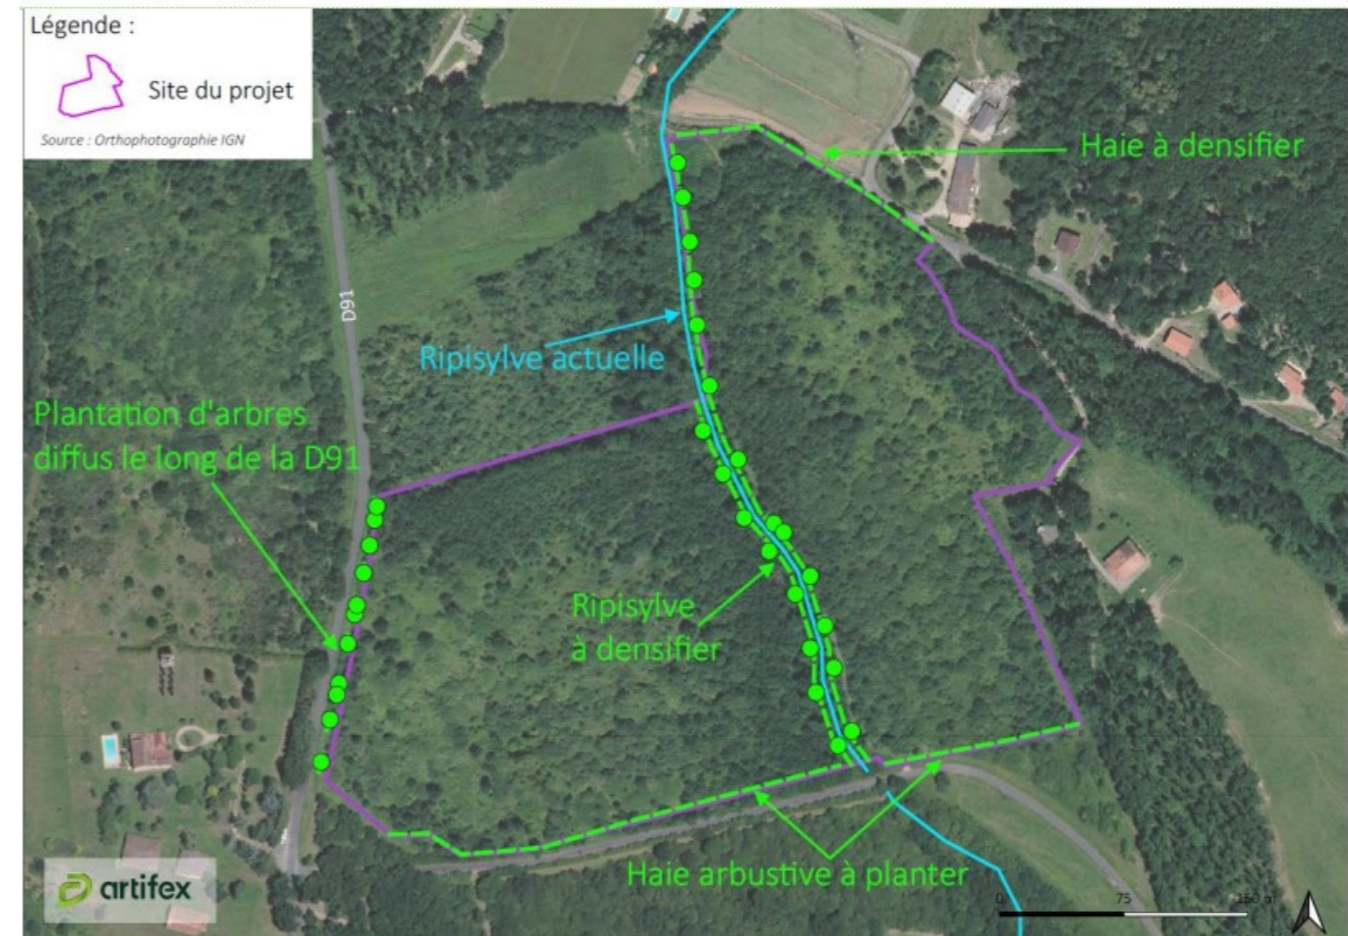 Légende :
Site du projet
Source : Orthophotographie IGN
Haie à densifier
D91
Ripisylve actuelle
Plantation d'arbres
diffus le long de la D91
Ripisylve
à densifier
Haie arbustive à planter
artifex
0 75 150 m